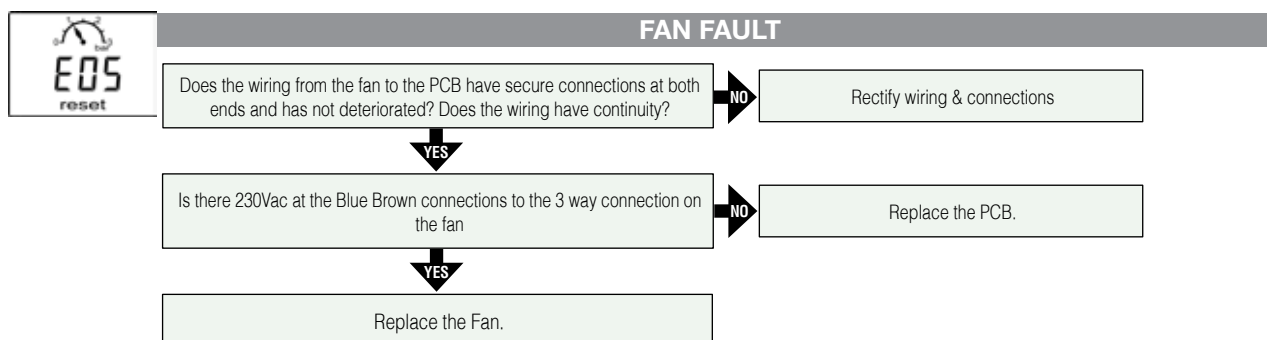 FAN FAULT
0
2
bar
E05
reset
Does the wiring from the fan to the PCB have secure connections at both
ends and has not deteriorated? Does the wiring have continuity?
NO
Rectify wiring & connections
YES
Is there 230Vac at the Blue Brown connections to the 3 way connection on
the fan
NO
Replace the PCB.
YES
Replace the Fan.